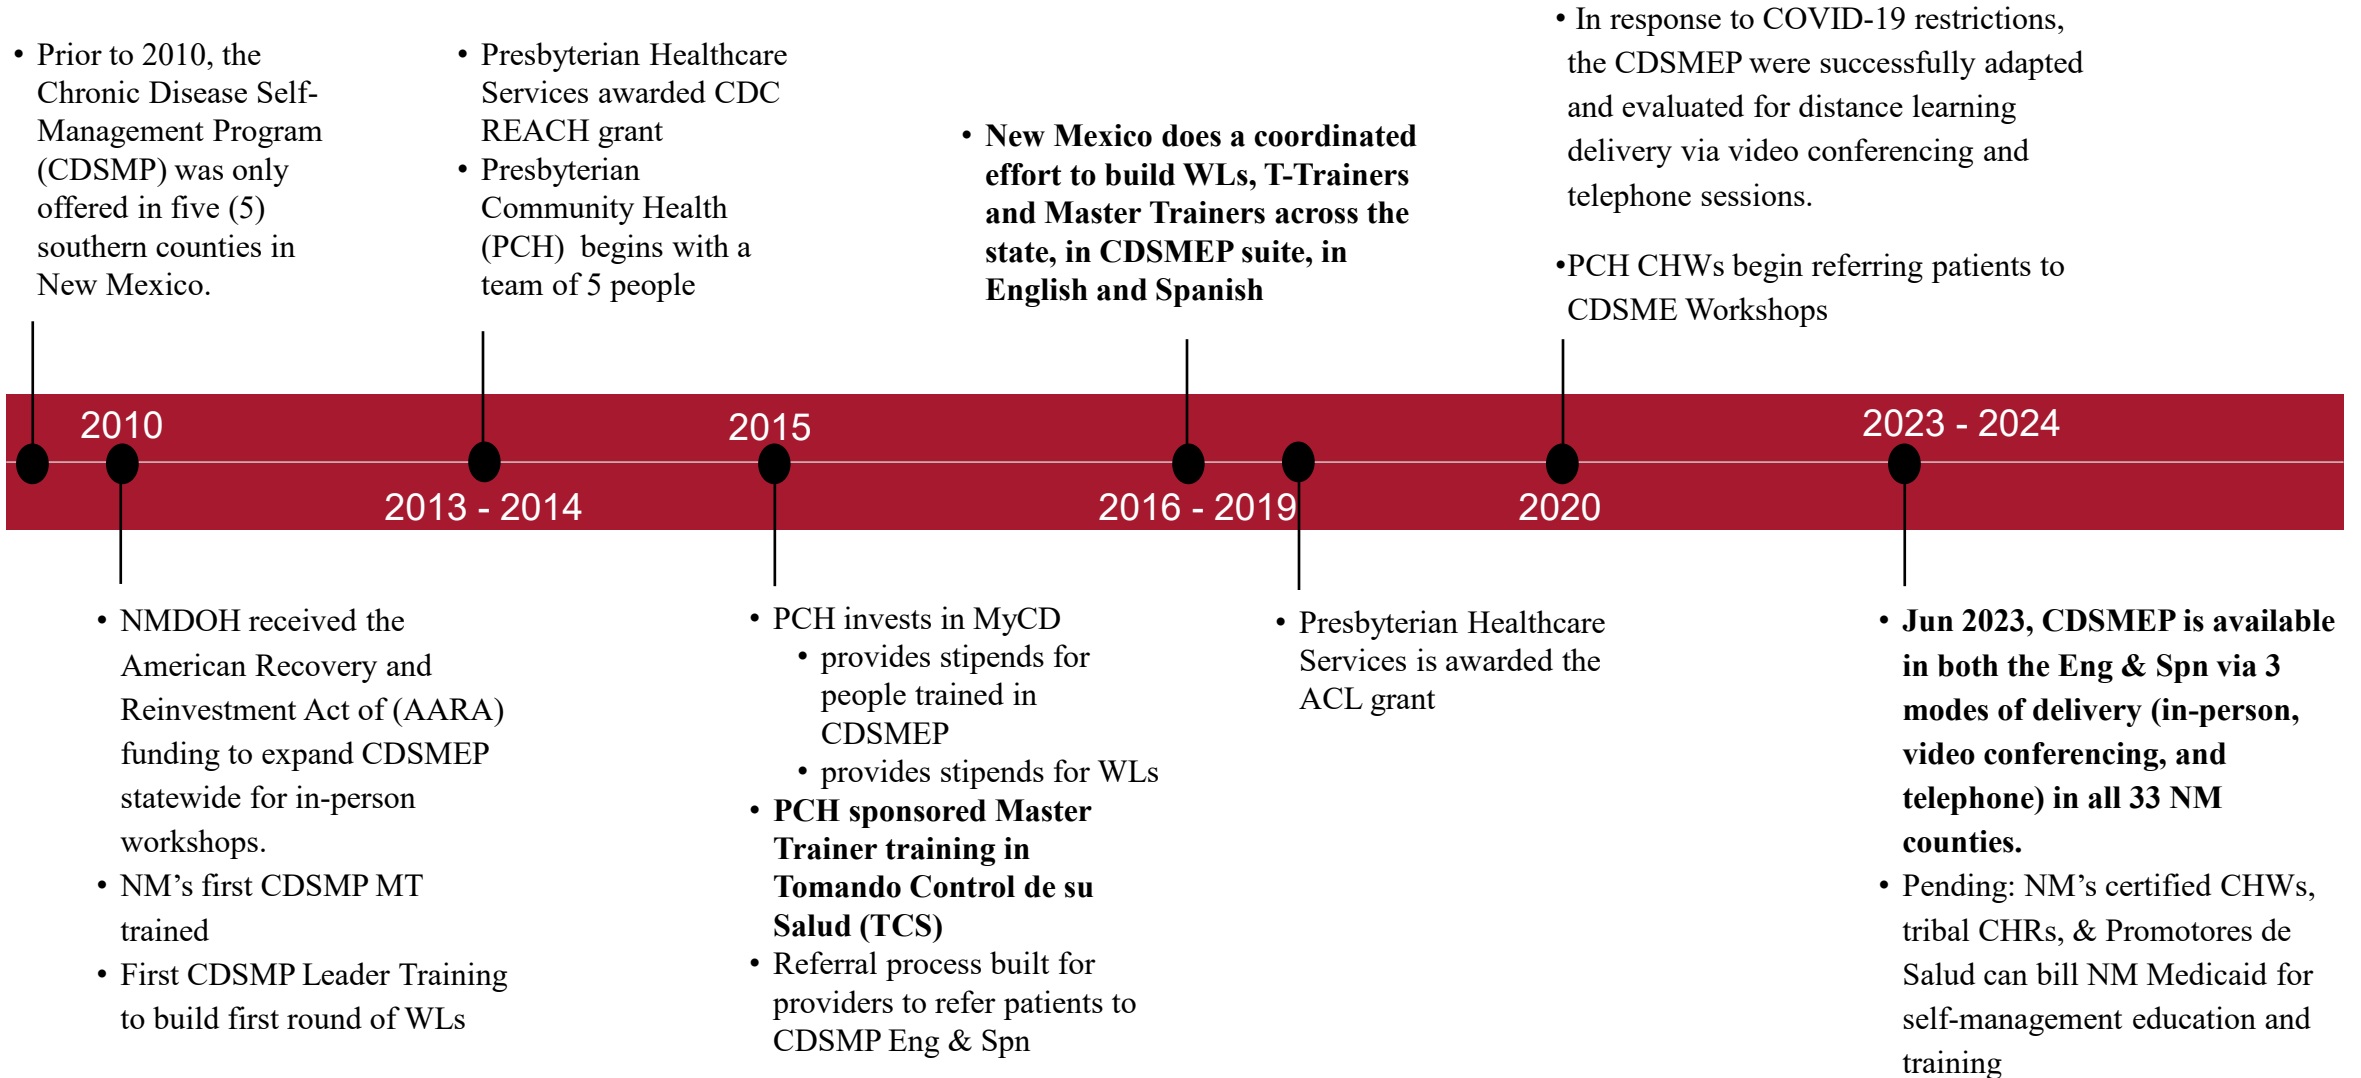 • Prior to 2010, the
Chronic Disease Self-
Management Program
(CDSMP) was only
offered in five (5)
southern counties in
New Mexico.
• Presbyterian Healthcare
Services awarded CDC
REACH grant
• Presbyterian
Community Health
(PCH) begins with a
team of 5 people
• New Mexico does a coordinated
effort to build WLs, T-Trainers
and Master Trainers across the
state, in CDSMEP suite, in
English and Spanish
• In response to COVID-19 restrictions,
the CDSMEP were successfully adapted
and evaluated for distance learning
delivery via video conferencing and
telephone sessions.
•PCH CHWs begin referring patients to
CDSME Workshops
2010
2013 - 2014
2015
2016 - 2019
2020
2023 - 2024
• NMDOH received the
American Recovery and
Reinvestment Act of (AARA)
funding to expand CDSMEP
statewide for in-person
workshops.
• NM’s first CDSMP MT
trained
• First CDSMP Leader Training
to build first round of WLs
• PCH invests in MyCD
• provides stipends for
people trained in
CDSMEP
• provides stipends for WLs
• PCH sponsored Master
Trainer training in
Tomando Control de su
Salud (TCS)
• Referral process built for
providers to refer patients to
CDSMP Eng & Spn
• Presbyterian Healthcare
Services is awarded the
ACL grant
• Jun 2023, CDSMEP is available
in both the Eng & Spn via 3
modes of delivery (in-person,
video conferencing, and
telephone) in all 33 NM
counties.
• Pending: NM’s certified CHWs,
tribal CHRs, & Promotores de
Salud can bill NM Medicaid for
self-management education and
training